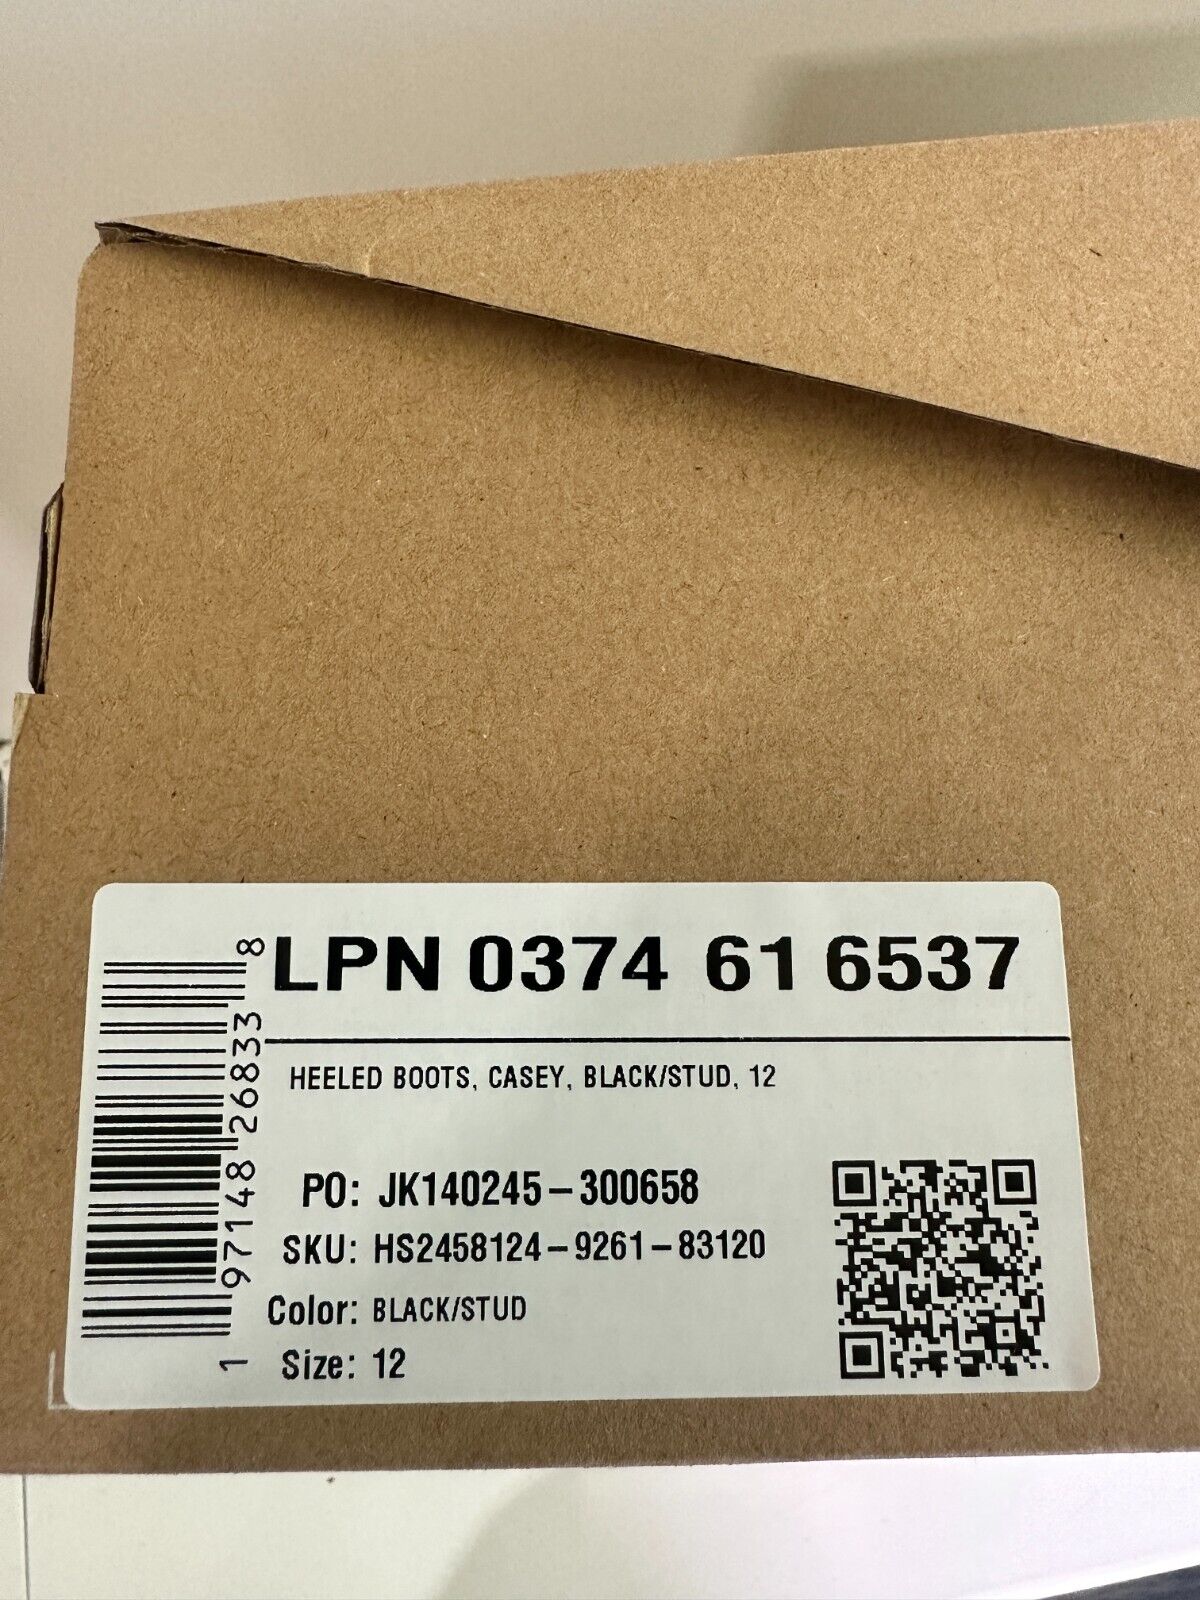 LPN 0374 61 6537
HEELED BOOTS, CASEY, BLACK/STUD, 12
PO: JK140245-300658
SKU: HS2458124-9261-83120
Color: BLACK/STUD
Size: 12
1 97148 26833 8